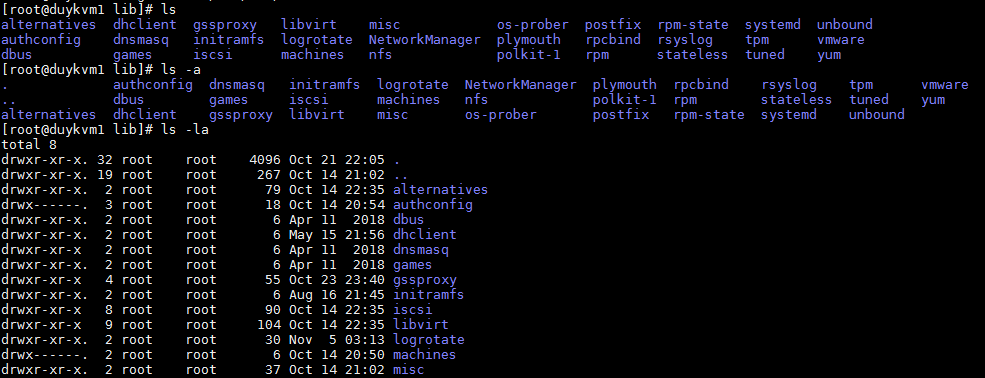 [root@duykvm1 lib]# ls
alternatives  dhclient  gssproxy   libvirt    misc            os-prober  postfix   rpm-state  systemd  unbound
authconfig    dnsmasq   initramfs  logrotate  NetworkManager  plymouth   rpcbind   rsyslog    tpm      vmware
dbus          games     iscsi      machines   nfs             polkit-1   rpm       stateless  tuned    yum
[root@duykvm1 lib]# ls -a
.             authconfig  dnsmasq   initramfs  logrotate  NetworkManager  plymouth  rpcbind    rsyslog    tpm      vmware
..            dbus        games     iscsi      machines   nfs             polkit-1  rpm        stateless  tuned    yum
alternatives  dhclient    gssproxy  libvirt    misc       os-prober       postfix   rpm-state  systemd    unbound
[root@duykvm1 lib]# ls -la
total 8
drwxr-xr-x. 32 root    root    4096 Oct 21 22:05 .
drwxr-xr-x. 19 root    root     267 Oct 14 21:02 ..
drwxr-xr-x.  2 root    root      79 Oct 14 22:35 alternatives
drwx------.  3 root    root      18 Oct 14 20:54 authconfig
drwxr-xr-x.  2 root    root       6 Apr 11  2018 dbus
drwxr-xr-x.  2 root    root       6 May 15 21:56 dhclient
drwxr-xr-x   2 root    root       6 Apr 11  2018 dnsmasq
drwxr-xr-x.  2 root    root       6 Apr 11  2018 games
drwxr-xr-x   4 root    root      55 Oct 23 23:40 gssproxy
drwxr-xr-x.  2 root    root       6 Aug 16 21:45 initramfs
drwxr-xr-x   8 root    root      90 Oct 14 22:35 iscsi
drwxr-xr-x   9 root    root     104 Oct 14 22:35 libvirt
drwxr-xr-x.  2 root    root      30 Nov  5 03:13 logrotate
drwx------.  2 root    root       6 Oct 14 20:50 machines
drwxr-xr-x.  2 root    root      37 Oct 14 21:02 misc